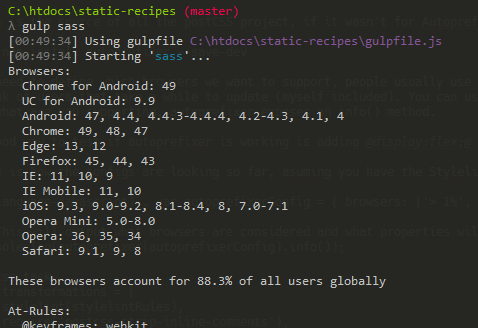 C:\htdocs\static-recipes (master)
λ gulp sass
[00:49:34] Using gulpfile C:\htdocs\static-recipes\gulpfile.js
[00:49:34] Starting 'sass'...
Browsers:
Chrome for Android: 49
UC for Android: 9.9
Android: 47, 4.4, 4.4.3-4.4.4, 4.2-4.3, 4.1, 4
Chrome: 49, 48, 47
Edge: 13, 12
Firefox: 45, 44, 43
IE: 11, 10, 9
IE Mobile: 11, 10
iOS: 9.3, 9.0-9.2, 8.1-8.4, 8, 7.0-7.1
Opera Mini: 5.0-8.0
Opera: 36, 35, 34
Safari: 9.1, 9, 8
These browsers account for 88.3% of all users globally
At-Rules:
@keyframes: webkit